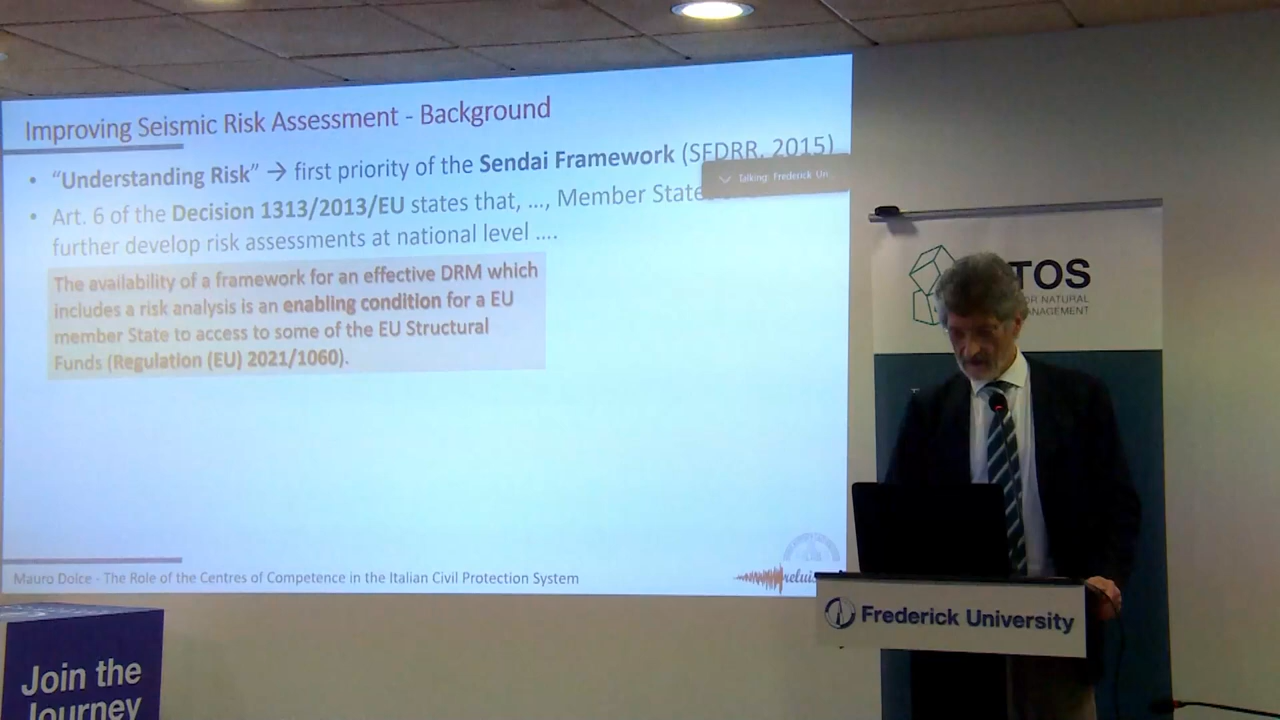 Improving Seismic Risk Assessment - Background
• “Understanding Risk” → first priority of the Sendai Framework (SFDRR, 2015)
Talking: Frederick Un...
• Art. 6 of the Decision 1313/2013/EU states that, …, Member State
further develop risk assessments at national level ….
The availability of a framework for an effective DRM which
includes a risk analysis is an enabling condition for a EU
member State to access to some of the EU Structural
Funds (Regulation (EU) 2021/1060).
Mauro Dolce - The Role of the Centres of Competence in the Italian Civil Protection System
reluis
TOS
OR NATURAL
ANAGEMENT
Frederick University
Join the
Journey